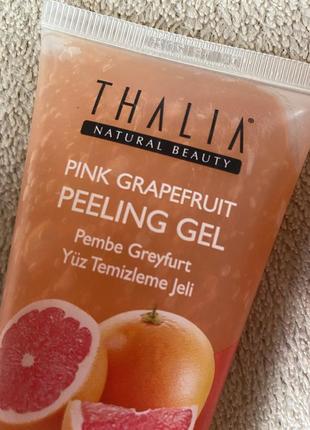 THALIA®
NATURAL BEAUTY
PINK GRAPEFRUIT
PEELING GEL
Pembe Greyfurt
Yüz Temizleme Jeli